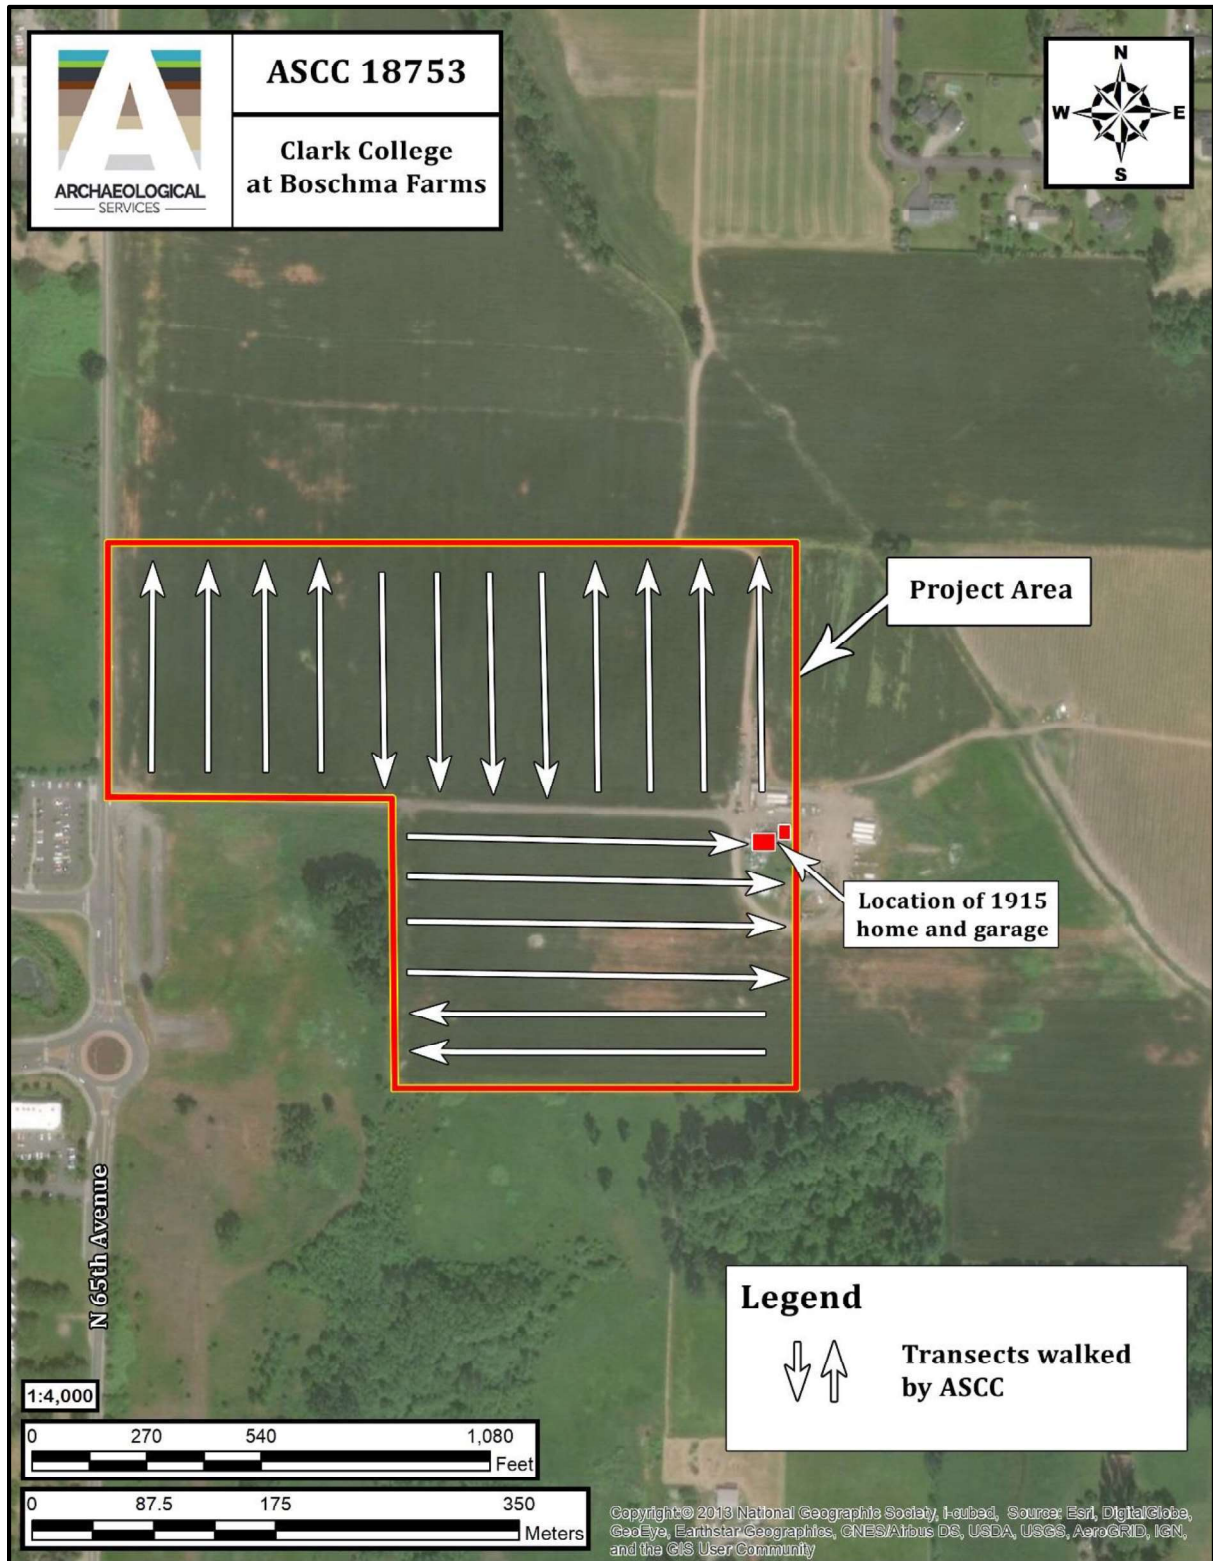 ARCHAEOLOGICAL
SERVICES
ASCC 18753
Clark College
at Boschma Farms
N
W
E
S
Project Area
Location of 1915
home and garage
N 65th Avenue
Legend
Transects walked
by ASCC
1:4,000
0 270 540 1,080
Feet
0 87.5 175 350
Meters
Copyright:© 2013 National Geographic Society, i-cubed, Source: Esri, DigitalGlobe,
GeoEye, Earthstar Geographics, CNES/Airbus DS, USDA, USGS, AeroGRID, IGN,
and the GIS User Community